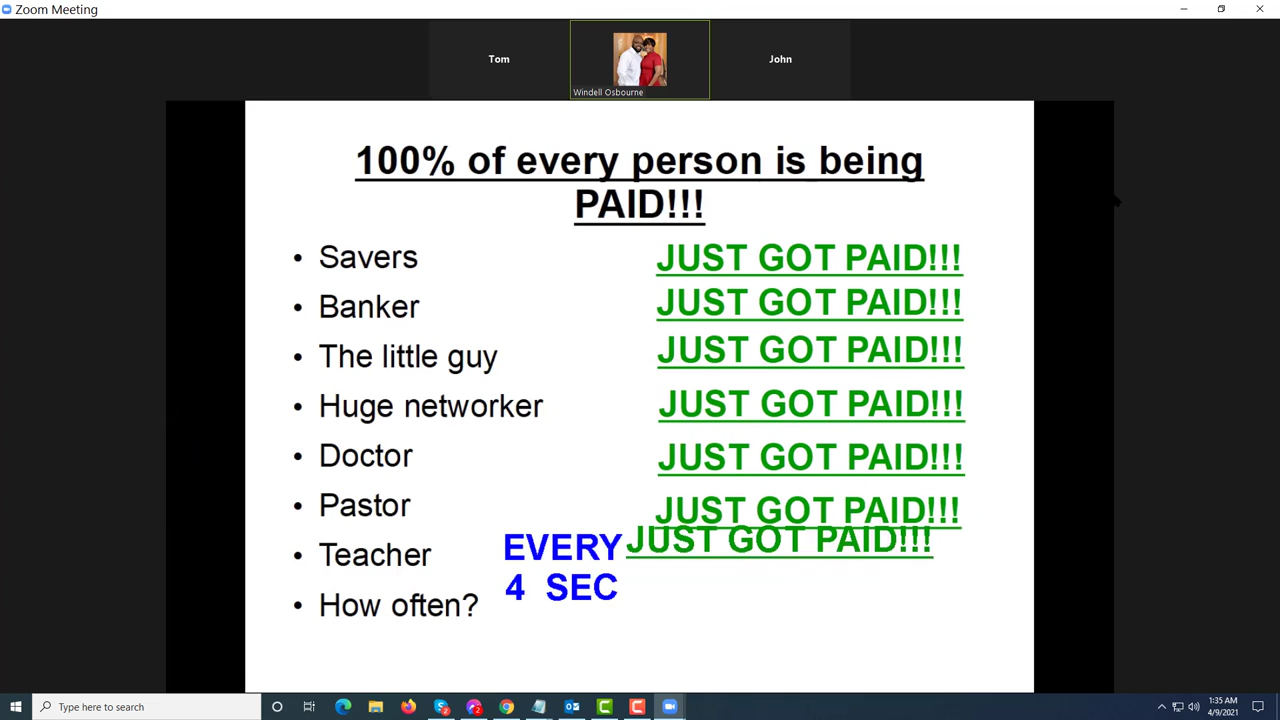 Zoom Meeting
Tom
Windell Osbourne
John
100% of every person is being
PAID!!!
• Savers JUST GOT PAID!!!
• Banker JUST GOT PAID!!!
• The little guy JUST GOT PAID!!!
• Huge networker JUST GOT PAID!!!
• Doctor JUST GOT PAID!!!
• Pastor JUST GOT PAID!!!
• Teacher EVERY JUST GOT PAID!!!
4 SEC
• How often?
Type here to search
2
2
1:35 AM
4/9/2021